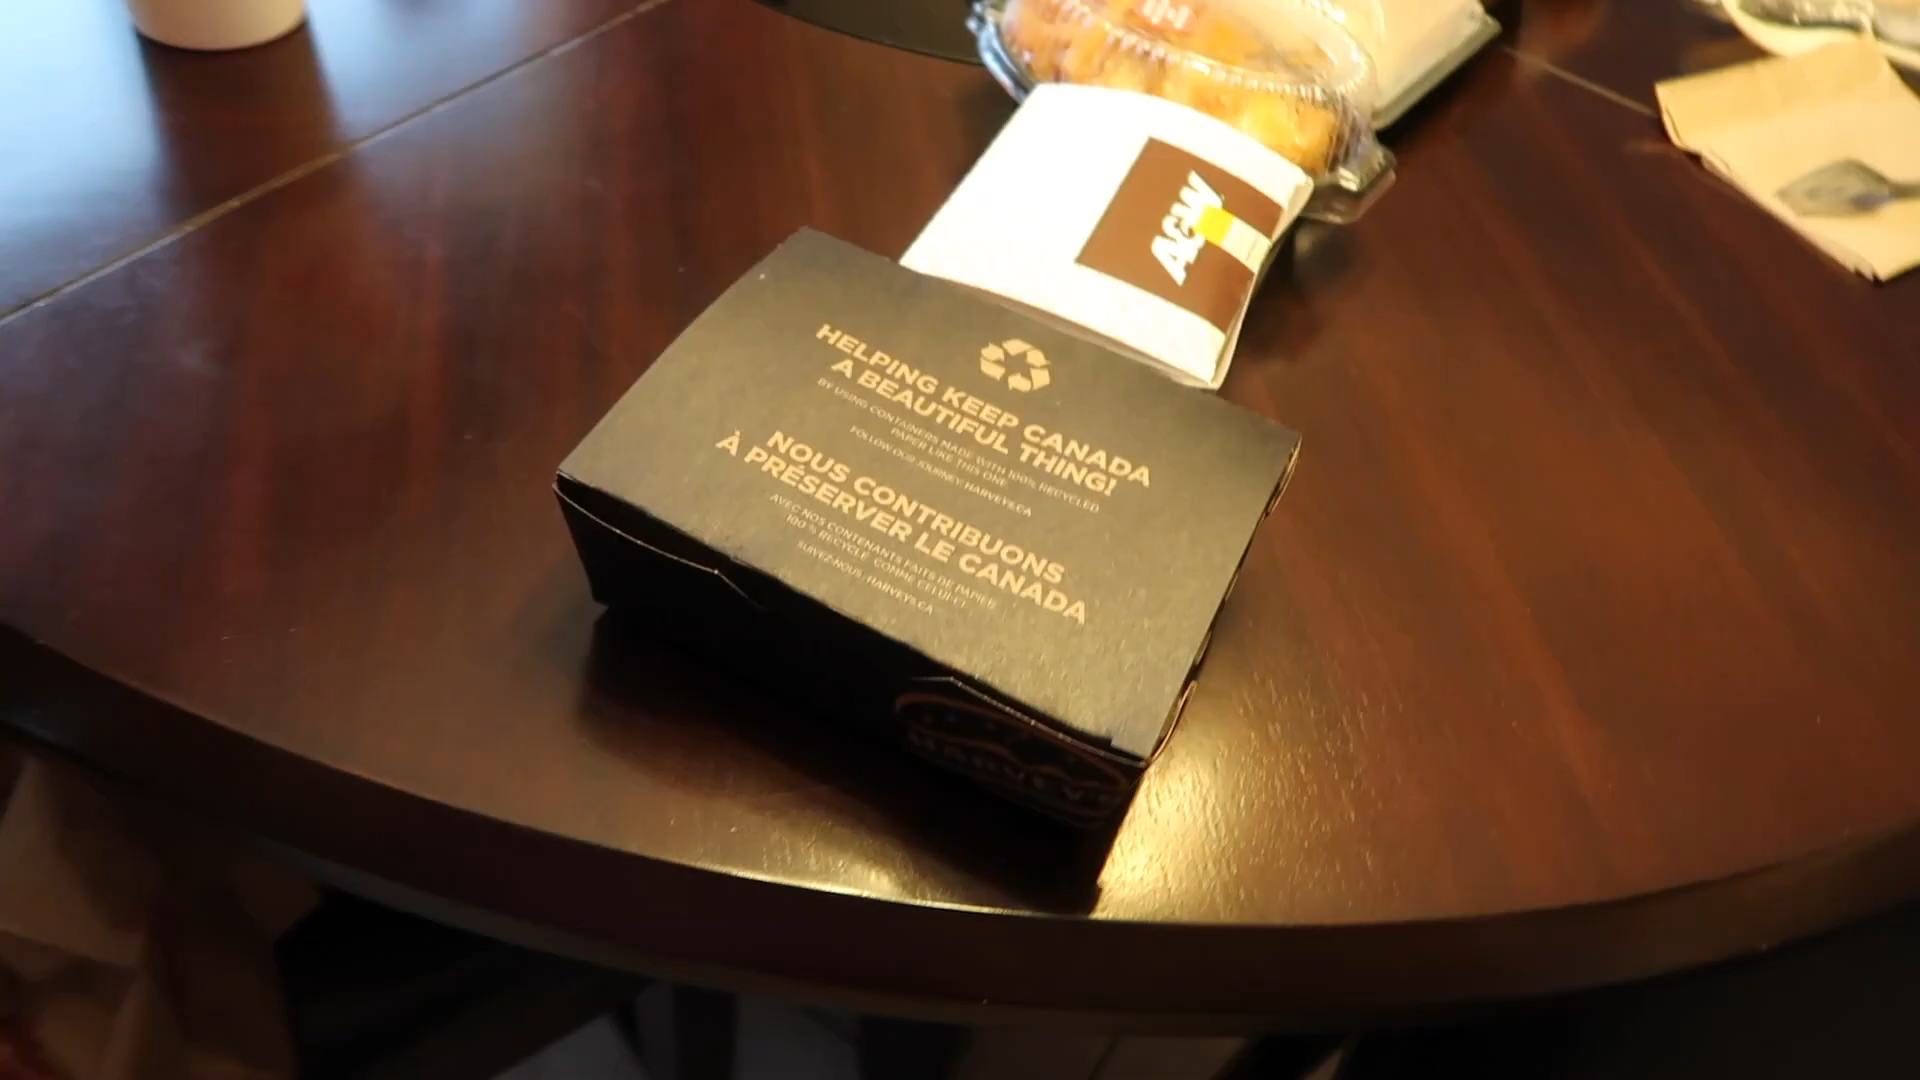 A&W
HELPING KEEP CANADA
A BEAUTIFUL THING!
BY USING CONTAINERS MADE WITH 100% RECYCLED
PAPER LIKE THIS ONE
FOLLOW OUR JOURNEY: HARVEYS.CA
NOUS CONTRIBUONS
À PRÉSERVER LE CANADA
AVEC NOS CONTENANTS FAITS DE PAPIER
100 % RECYCLÉ COMME CELUI-CI
SUIVEZ-NOUS, HARVEYS.CA
HARVEY'S